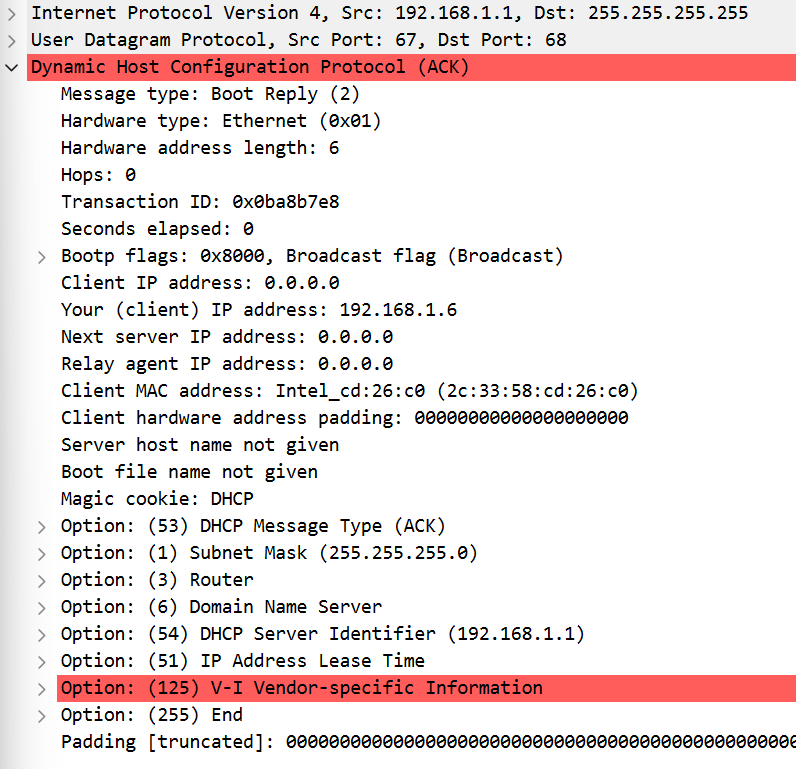 Internet Protocol Version 4, Src: 192.168.1.1, Dst: 255.255.255.255
User Datagram Protocol, Src Port: 67, Dst Port: 68
Dynamic Host Configuration Protocol (ACK)
Message type: Boot Reply (2)
Hardware type: Ethernet (0x01)
Hardware address length: 6
Hops: 0
Transaction ID: 0x0ba8b7e8
Seconds elapsed: 0
Bootp flags: 0x8000, Broadcast flag (Broadcast)
Client IP address: 0.0.0.0
Your (client) IP address: 192.168.1.6
Next server IP address: 0.0.0.0
Relay agent IP address: 0.0.0.0
Client MAC address: Intel_cd:26:c0 (2c:33:58:cd:26:c0)
Client hardware address padding: 00000000000000000000
Server host name not given
Boot file name not given
Magic cookie: DHCP
Option: (53) DHCP Message Type (ACK)
Option: (1) Subnet Mask (255.255.255.0)
Option: (3) Router
Option: (6) Domain Name Server
Option: (54) DHCP Server Identifier (192.168.1.1)
Option: (51) IP Address Lease Time
Option: (125) V-I Vendor-specific Information
Option: (255) End
Padding [truncated]: 000000000000000000000000000000000000000000000000